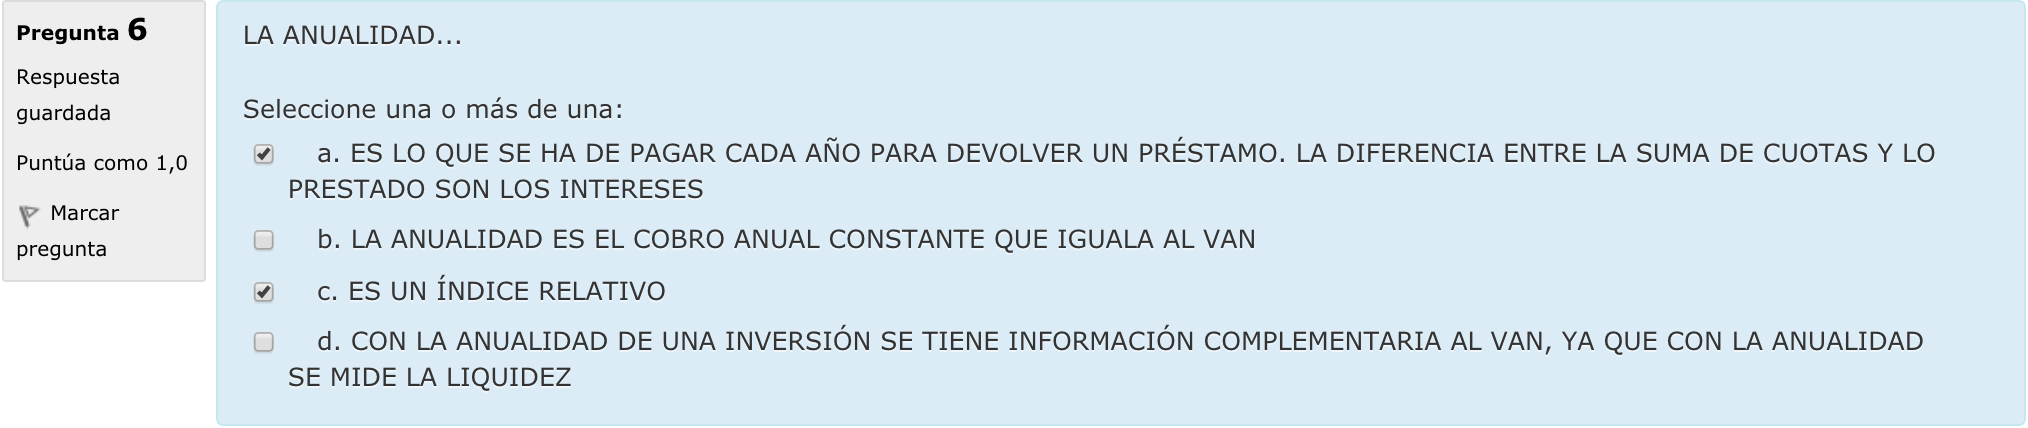 Pregunta 6
Respuesta
guardada
Puntúa como 1,0
Marcar
pregunta
LA ANUALIDAD...
Seleccione una o más de una:
a. ES LO QUE SE HA DE PAGAR CADA AÑO PARA DEVOLVER UN PRÉSTAMO. LA DIFERENCIA ENTRE LA SUMA DE CUOTAS Y LO
PRESTADO SON LOS INTERESES
b. LA ANUALIDAD ES EL COBRO ANUAL CONSTANTE QUE IGUALA AL VAN
c. ES UN ÍNDICE RELATIVO
d. CON LA ANUALIDAD DE UNA INVERSIÓN SE TIENE INFORMACIÓN COMPLEMENTARIA AL VAN, YA QUE CON LA ANUALIDAD
SE MIDE LA LIQUIDEZ